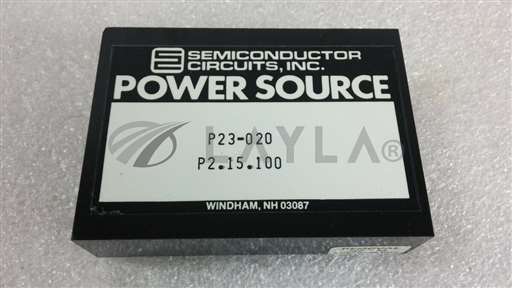 SEMICONDUCTOR
CIRCUITS, INC.
POWER SOURCE
P23-020
LAYLA®
P2.15.100
WINDHAM, NH 03087